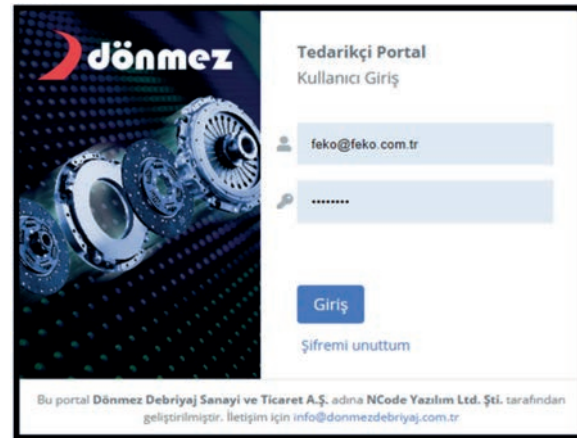 dönmez
Tedarikçi Portal
Kullanıcı Giriş
feko@feko.com.tr
••••••••
Giriş
Şifremi unuttum
Bu portal Dönmez Debriyaj Sanayi ve Ticaret A.Ş. adına NCode Yazılım Ltd. Şti. tarafından
geliştirilmiştir. İletişim için info@donmezdebriyaj.com.tr